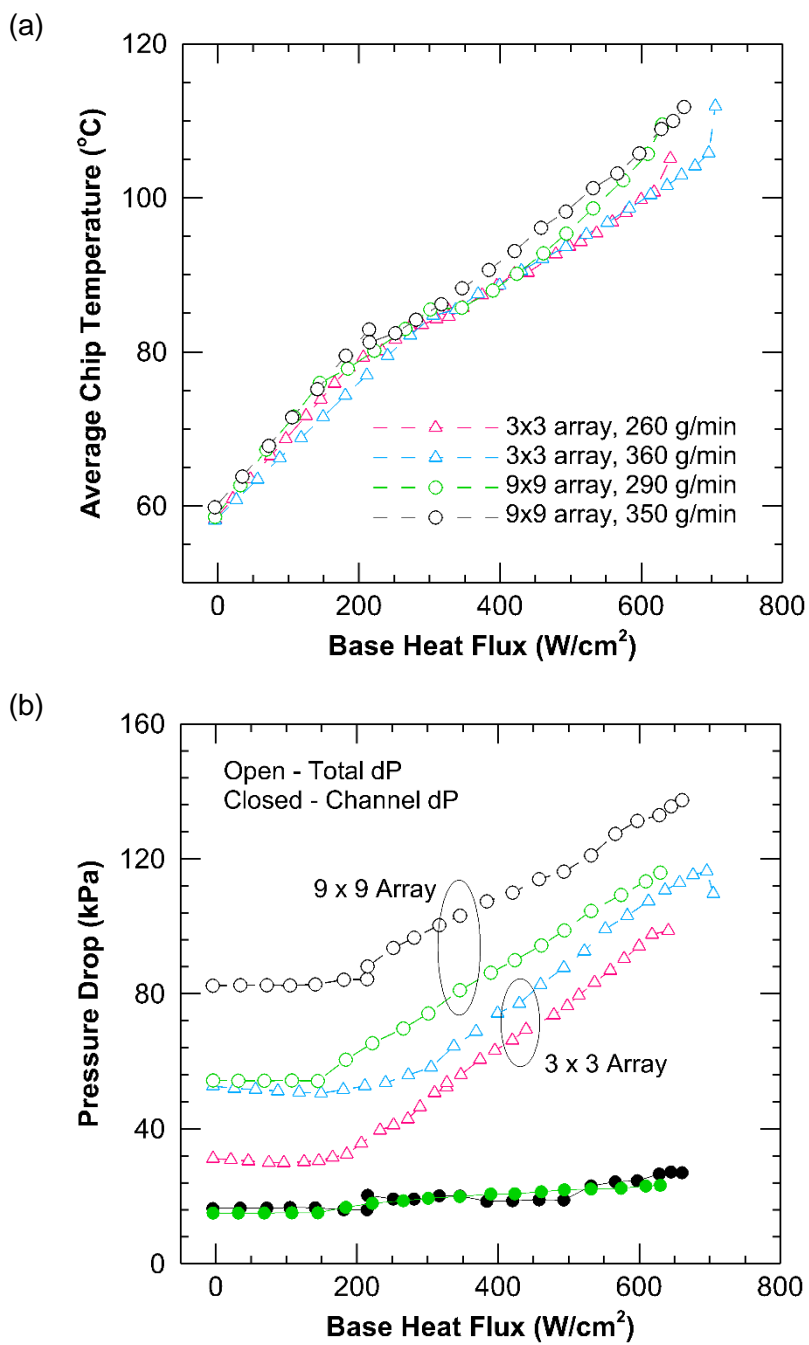 (a)
120
100
80
60
Average Chip Temperature (°C)
3x3 array, 260 g/min
3x3 array, 360 g/min
9x9 array, 290 g/min
9x9 array, 350 g/min
0 200 400 600 800
Base Heat Flux (W/cm²)
(b)
160
120
80
40
0
Pressure Drop (kPa)
Open - Total dP
Closed - Channel dP
9 x 9 Array
3 x 3 Array
0 200 400 600 800
Base Heat Flux (W/cm²)